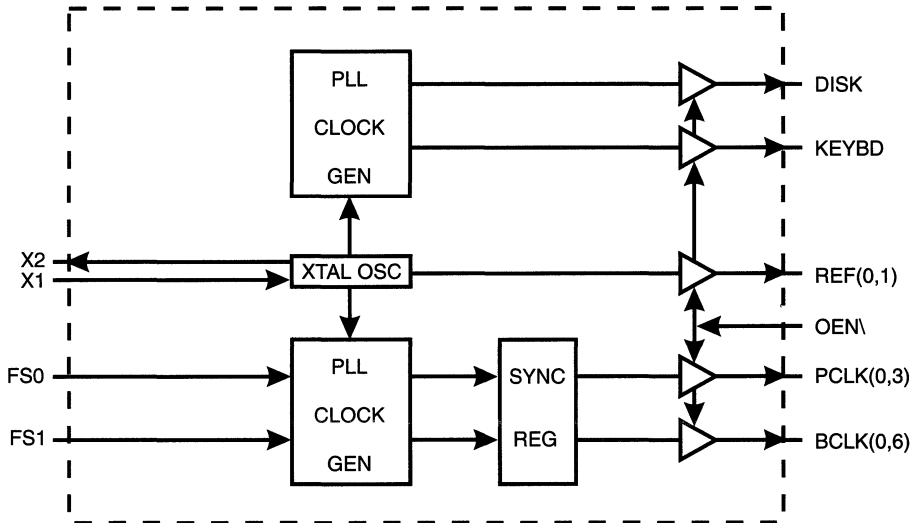 PLL
CLOCK
GEN
DISK
KEYBD
X2
X1
XTAL OSC
REF(0,1)
OEN\
FS0
FS1
PLL
CLOCK
GEN
SYNC
REG
PCLK(0,3)
BCLK(0,6)